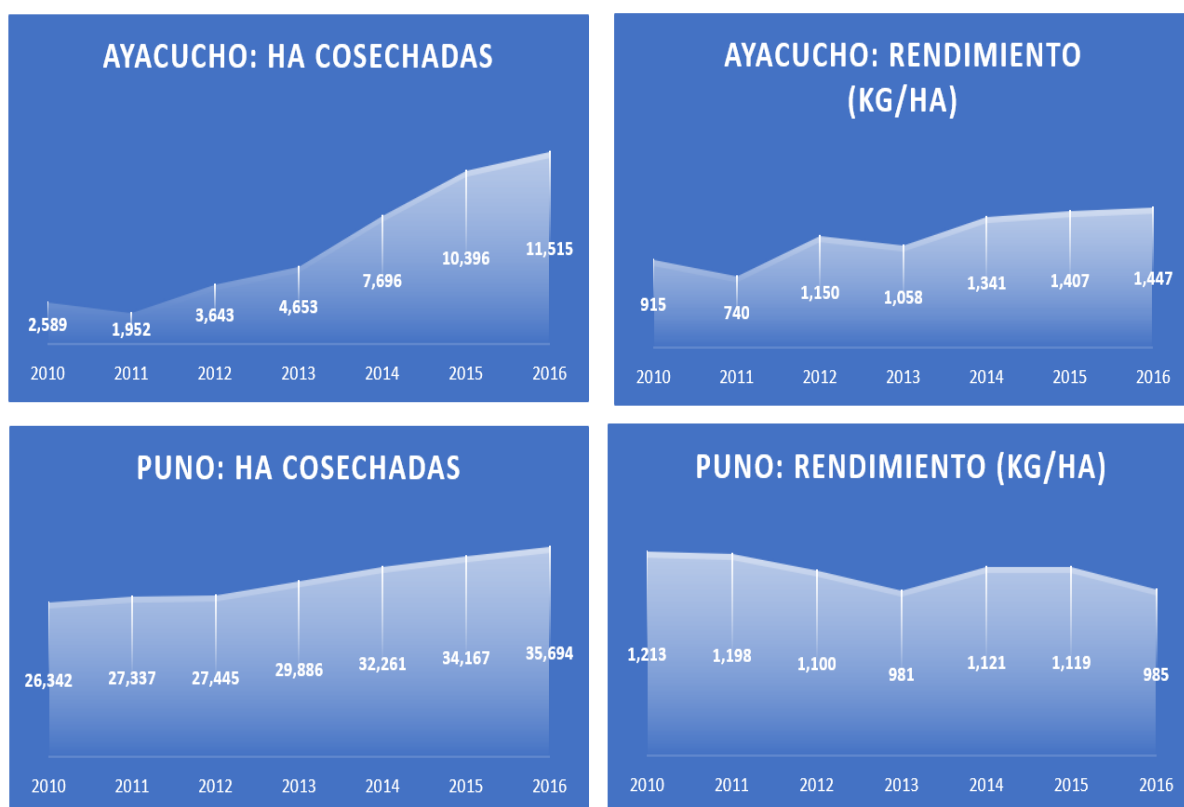 AYACUCHO: HA COSECHADAS
2,589 1,952 3,643 4,653 7,696 10,396 11,515
2010 2011 2012 2013 2014 2015 2016
AYACUCHO: RENDIMIENTO
(KG/HA)
915 740 1,150 1,058 1,341 1,407 1,447
2010 2011 2012 2013 2014 2015 2016
PUNO: HA COSECHADAS
26,342 27,337 27,445 29,886 32,261 34,167 35,694
2010 2011 2012 2013 2014 2015 2016
PUNO: RENDIMIENTO (KG/HA)
1,213 1,198 1,100 981 1,121 1,119 985
2010 2011 2012 2013 2014 2015 2016